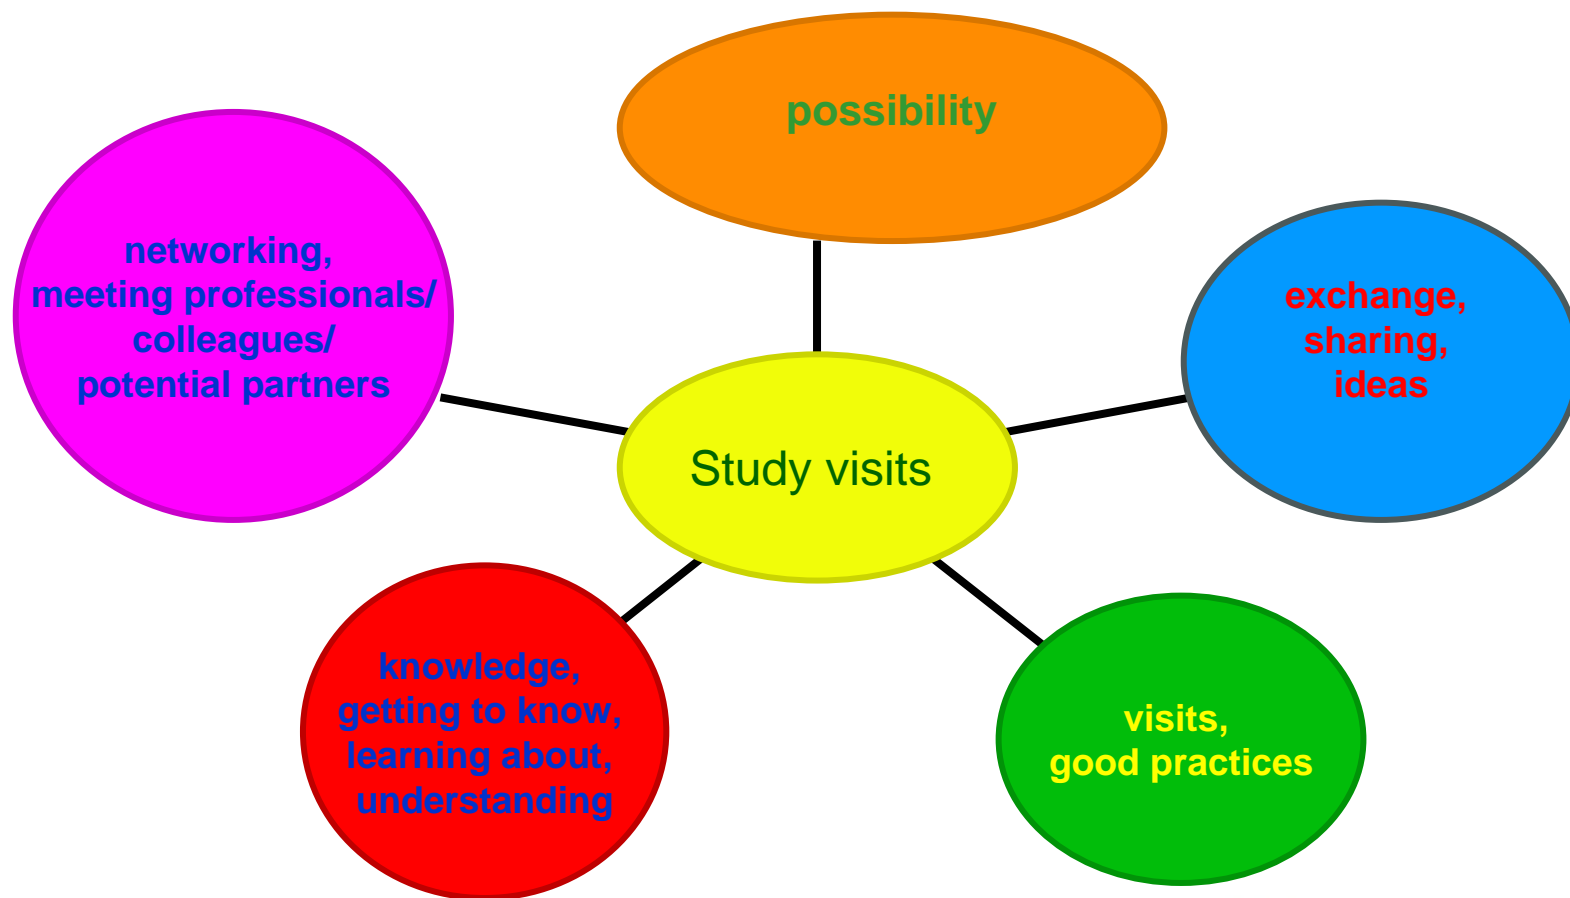 possibility
networking,
meeting professionals/
colleagues/
potential partners
exchange,
sharing,
ideas
Study visits
knowledge,
getting to know,
learning about,
understanding
visits,
good practices